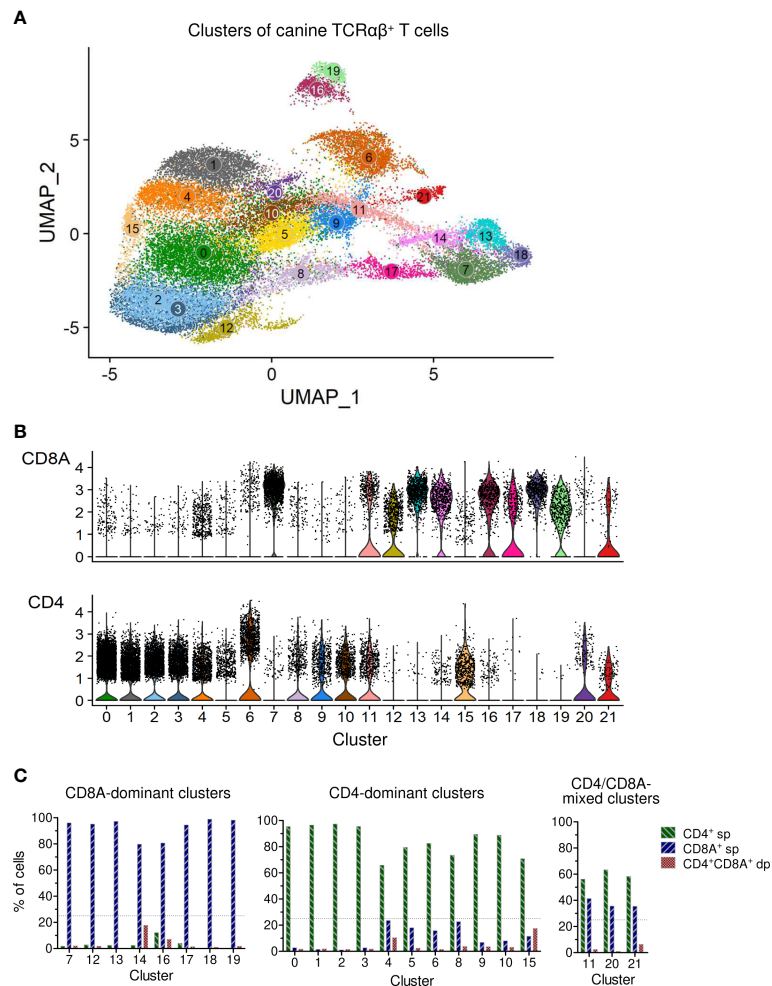 A
Clusters of canine TCRαβ⁺ T cells
19
16
5
6
1
20
21
4
10
11
9
15
0
5
14
13
0
8
17
7
18
2
3
12
-5
-5
0
5
UMAP_2
UMAP_1
B
CD8A
4
3
2
1
0
CD4
4
3
2
1
0
0 1 2 3 4 5 6 7 8 9 10 11 12 13 14 15 16 17 18 19 20 21
Cluster
C
CD8A-dominant clusters
% of cells
100
80
60
40
20
0
7 12 13 14 16 17 18 19
Cluster
CD4-dominant clusters
100
80
60
40
20
0
0 1 2 3 4 5 6 8 9 10 15
Cluster
CD4/CD8A-
mixed clusters
100
80
60
40
20
0
11 20 21
Cluster
CD4⁺ sp
CD8A⁺ sp
CD4⁺CD8A⁺ dp